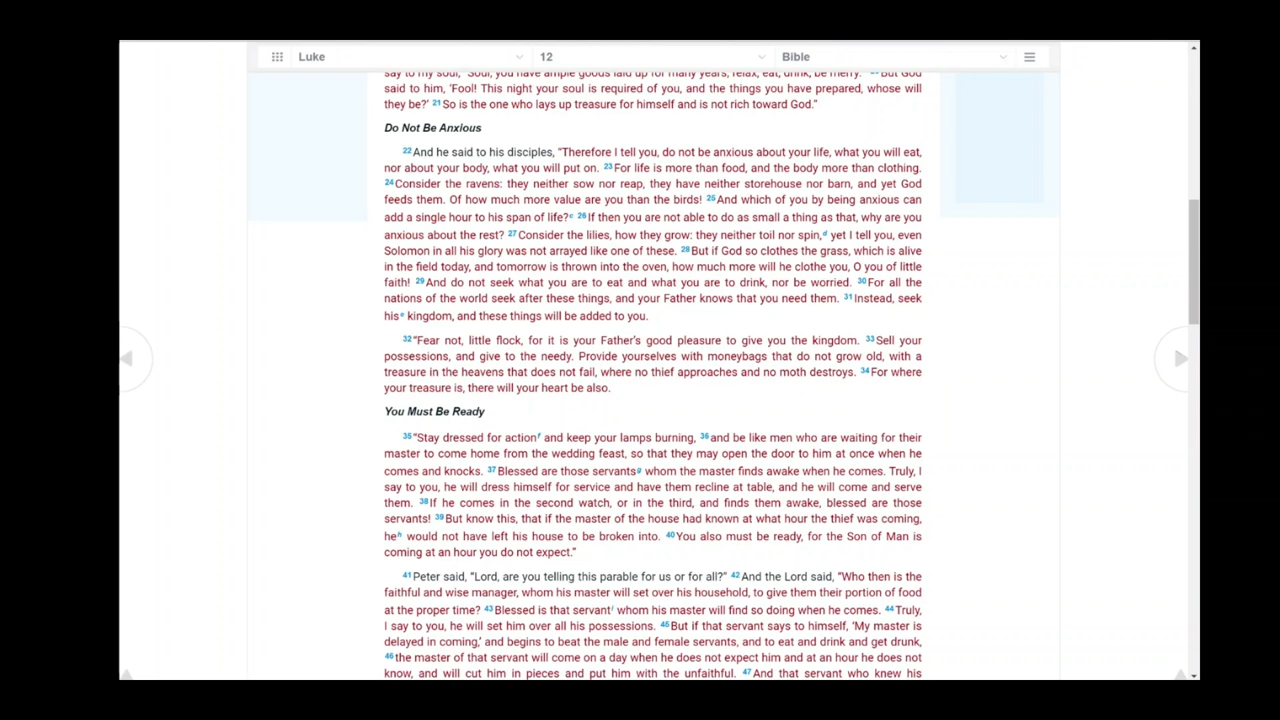 Luke 12 Bible
say to my soul, "Soul, you have ample goods laid up for many years; relax, eat, drink, be merry." 20 But God
said to him, 'Fool! This night your soul is required of you, and the things you have prepared, whose will
they be?' 21 So is the one who lays up treasure for himself and is not rich toward God."
Do Not Be Anxious
22 And he said to his disciples, "Therefore I tell you, do not be anxious about your life, what you will eat,
nor about your body, what you will put on. 23 For life is more than food, and the body more than clothing.
24 Consider the ravens: they neither sow nor reap, they have neither storehouse nor barn, and yet God
feeds them. Of how much more value are you than the birds! 25 And which of you by being anxious can
add a single hour to his span of life?c 26 If then you are not able to do as small a thing as that, why are you
anxious about the rest? 27 Consider the lilies, how they grow: they neither toil nor spin,d yet I tell you, even
Solomon in all his glory was not arrayed like one of these. 28 But if God so clothes the grass, which is alive
in the field today, and tomorrow is thrown into the oven, how much more will he clothe you, O you of little
faith! 29 And do not seek what you are to eat and what you are to drink, nor be worried. 30 For all the
nations of the world seek after these things, and your Father knows that you need them. 31 Instead, seek
hise kingdom, and these things will be added to you.
32 "Fear not, little flock, for it is your Father's good pleasure to give you the kingdom. 33 Sell your
possessions, and give to the needy. Provide yourselves with moneybags that do not grow old, with a
treasure in the heavens that does not fail, where no thief approaches and no moth destroys. 34 For where
your treasure is, there will your heart be also.
You Must Be Ready
35 "Stay dressed for actionf and keep your lamps burning, 36 and be like men who are waiting for their
master to come home from the wedding feast, so that they may open the door to him at once when he
comes and knocks. 37 Blessed are those servantsg whom the master finds awake when he comes. Truly, I
say to you, he will dress himself for service and have them recline at table, and he will come and serve
them. 38 If he comes in the second watch, or in the third, and finds them awake, blessed are those
servants! 39 But know this, that if the master of the house had known at what hour the thief was coming,
heh would not have left his house to be broken into. 40 You also must be ready, for the Son of Man is
coming at an hour you do not expect."
41 Peter said, "Lord, are you telling this parable for us or for all?" 42 And the Lord said, "Who then is the
faithful and wise manager, whom his master will set over his household, to give them their portion of food
at the proper time? 43 Blessed is that servanti whom his master will find so doing when he comes. 44 Truly,
I say to you, he will set him over all his possessions. 45 But if that servant says to himself, 'My master is
delayed in coming,' and begins to beat the male and female servants, and to eat and drink and get drunk,
46 the master of that servant will come on a day when he does not expect him and at an hour he does not
know, and will cut him in pieces and put him with the unfaithful. 47 And that servant who knew his